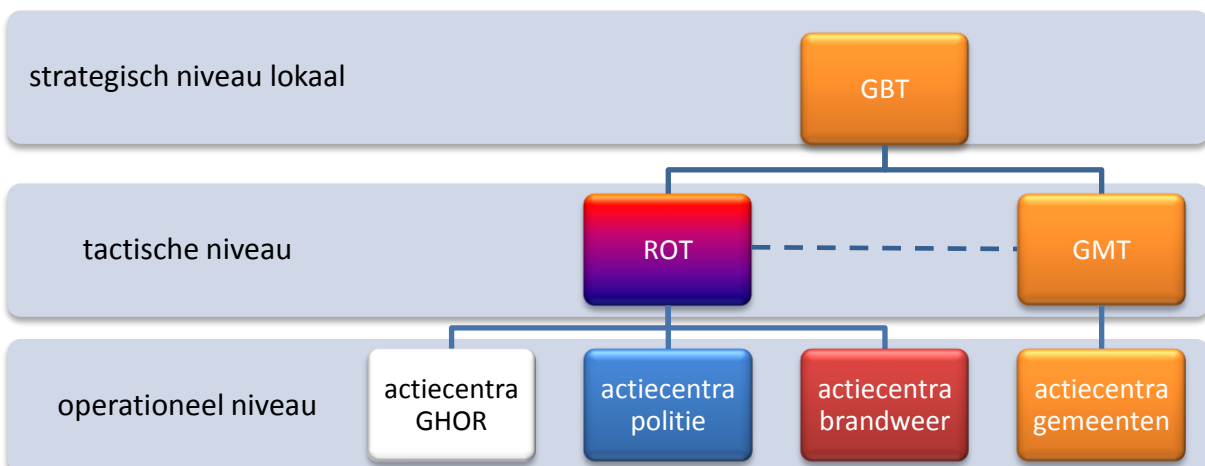 strategisch niveau lokaal
GBT
tactische niveau
ROT
GMT
operationeel niveau
actiecentra
GHOR
actiecentra
politie
actiecentra
brandweer
actiecentra
gemeenten